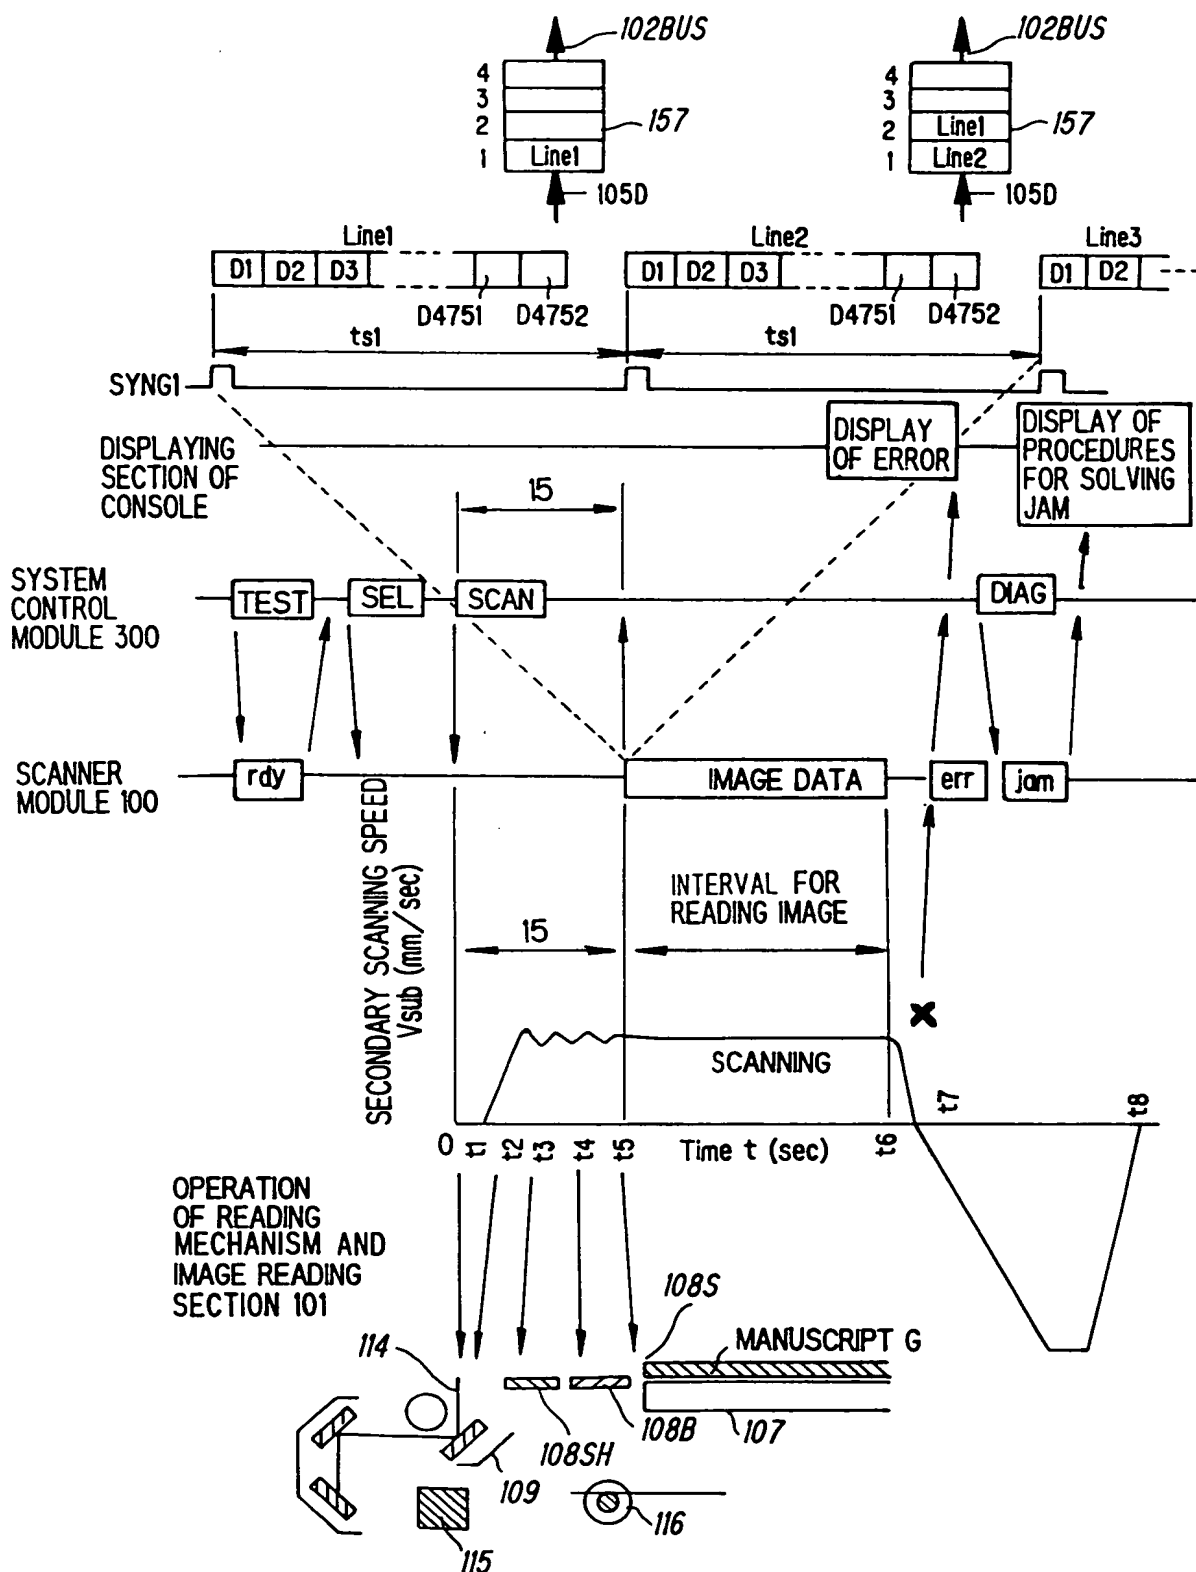 102BUS
102BUS
4
3
2
1
Line1
157
105D
4
3
2
1
Line1
Line2
157
105D
Line1
Line2
Line3
D1 D2 D3
D1 D2 D3
D1 D2
D4751 D4752
D4751 D4752
ts1
ts1
SYNG1
DISPLAYING
SECTION OF
CONSOLE
DISPLAY
OF ERROR
DISPLAY OF
PROCEDURES
FOR SOLVING
JAM
15
SYSTEM
CONTROL
MODULE 300
TEST
SEL
SCAN
DIAG
SCANNER
MODULE 100
rdy
IMAGE DATA
err
jam
SECONDARY SCANNING SPEED
Vsub (mm/sec)
INTERVAL FOR
READING IMAGE
15
SCANNING
0
t1
t2
t3
t4
t5
Time t (sec)
t6
t7
t8
OPERATION
OF READING
MECHANISM AND
IMAGE READING
SECTION 101
108S
MANUSCRIPT G
114
108SH
108B
107
109
116
115